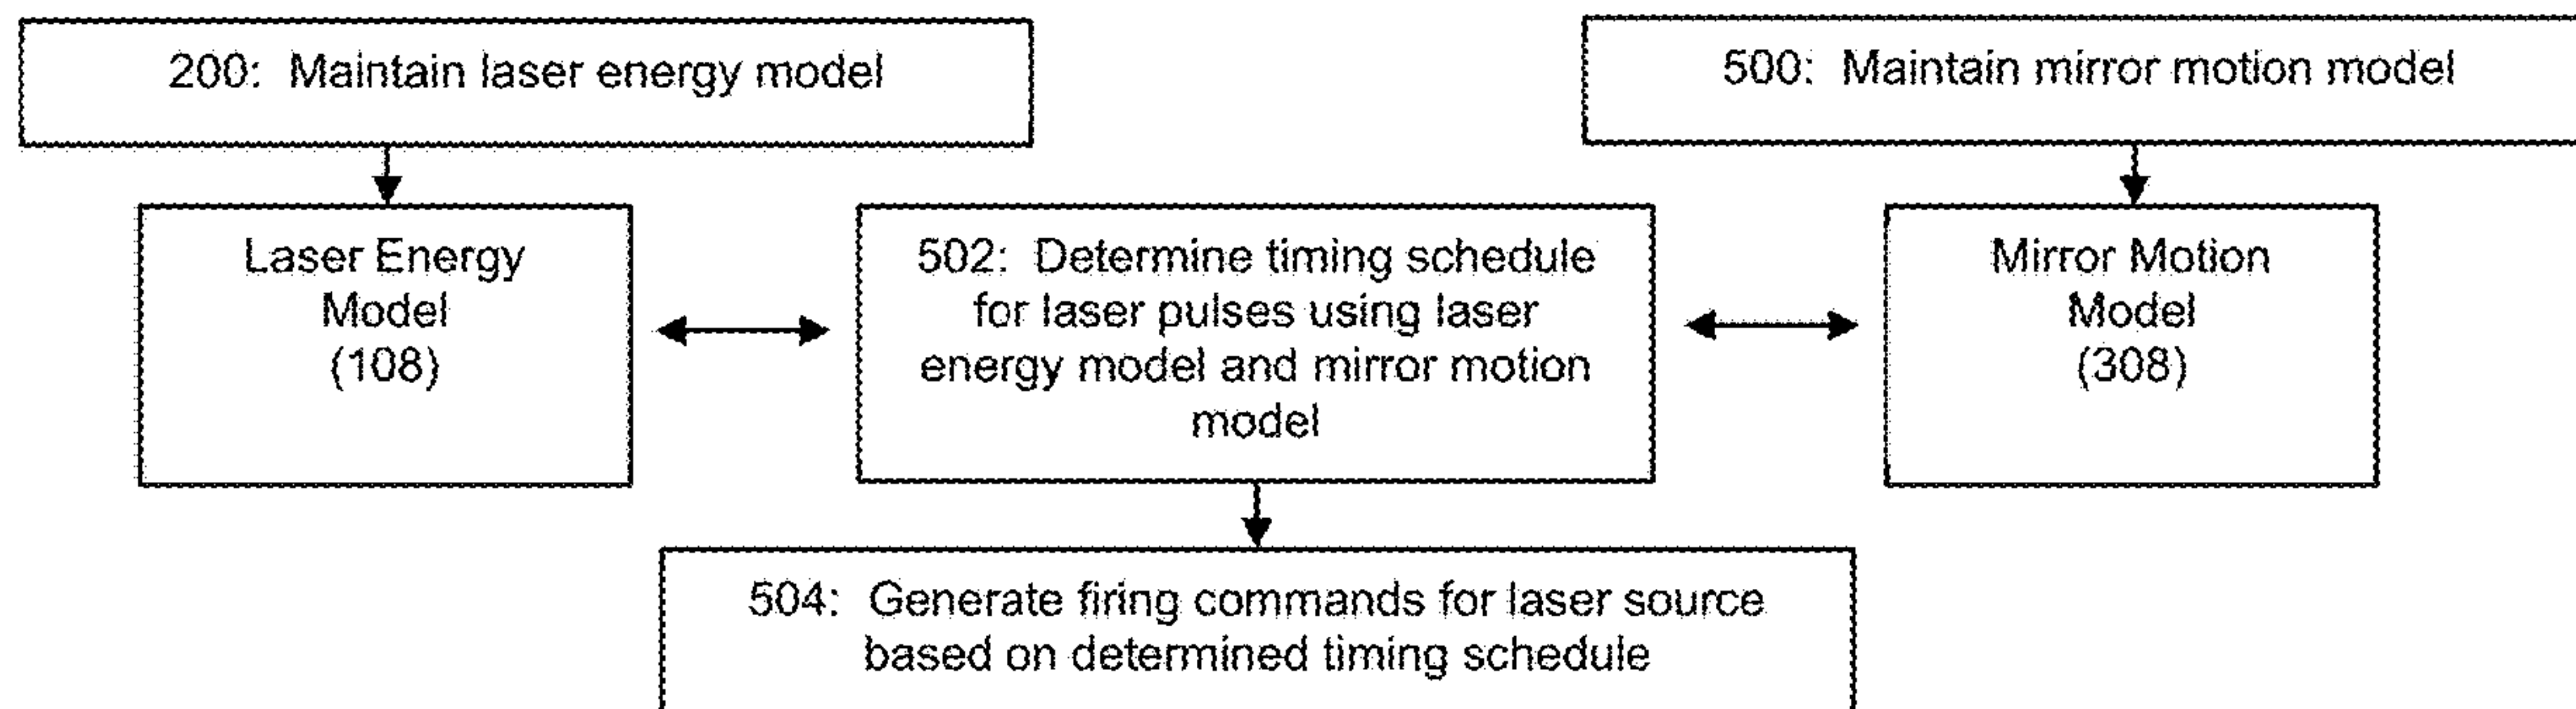 200: Maintain laser energy model
500: Maintain mirror motion model
Laser Energy
Model
(108)
502: Determine timing schedule
for laser pulses using laser
energy model and mirror motion
model
Mirror Motion
Model
(308)
504: Generate firing commands for laser source
based on determined timing schedule